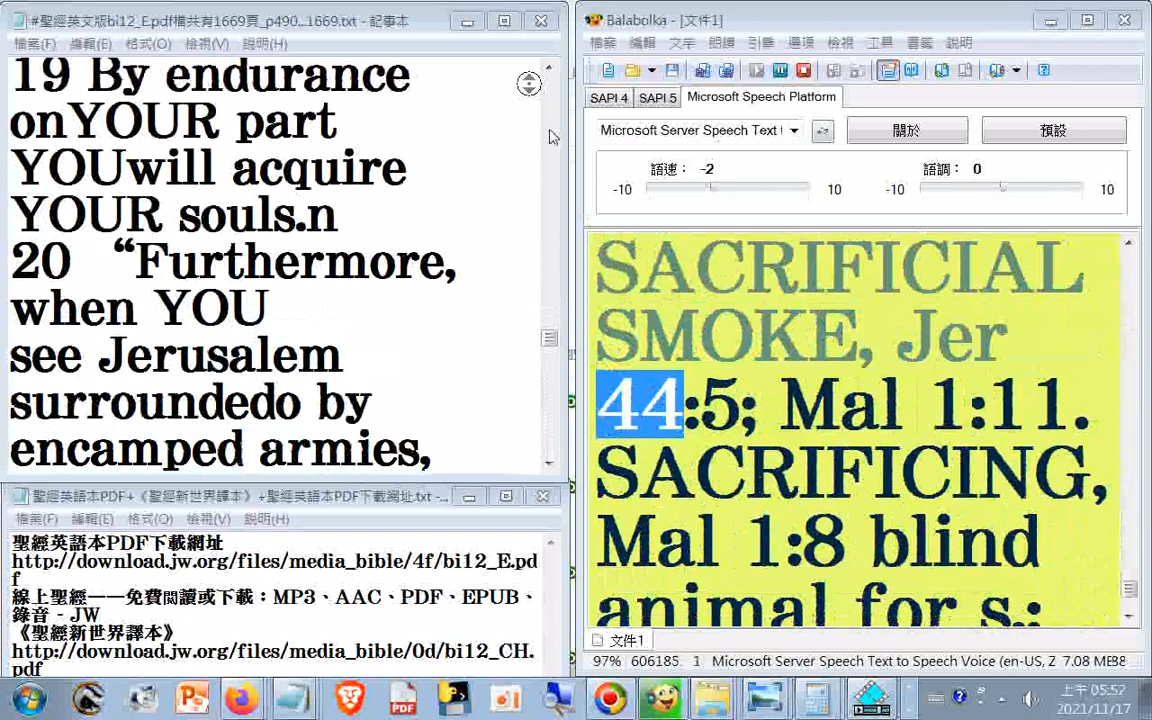 #聖經英文版bi12_E.pdf檔共有1669頁_p490,..1669.txt - 記事本
檔案(F) 編輯(E) 格式(O) 檢視(V) 說明(H)
19 By endurance
onYOUR part
YOUwill acquire
YOUR souls.n
20 “Furthermore,
when YOU
see Jerusalem
surroundedo by
encamped armies,
聖經英語本PDF+《聖經新世界譯本》+聖經英語本PDF下載網址.txt -...
檔案(F) 編輯(E) 格式(O) 檢視(V) 說明(H)
聖經英語本PDF下載網址
http://download.jw.org/files/media_bible/4f/bi12_E.pd
f
線上聖經——免費閱讀或下載：MP3、AAC、PDF、EPUB、
錄音 - JW
《聖經新世界譯本》
http://download.jw.org/files/media_bible/0d/bi12_CH.
pdf
Balabolka - [文件1]
檔案 編輯 文字 朗讀 引擎 選項 檢視 工具 書籤 說明
SAPI 4 SAPI 5 Microsoft Speech Platform
Microsoft Server Speech Text 關於 預設
語速： -2 語調： 0
-10 10 -10 10
SACRIFICIAL
SMOKE, Jer
44:5; Mal 1:11.
SACRIFICING,
Mal 1:8 blind
animal for s.;
文件1
97% 606185. 1 Microsoft Server Speech Text to Speech Voice (en-US, Z 7.08 MB
上午 05:52
2021/11/17